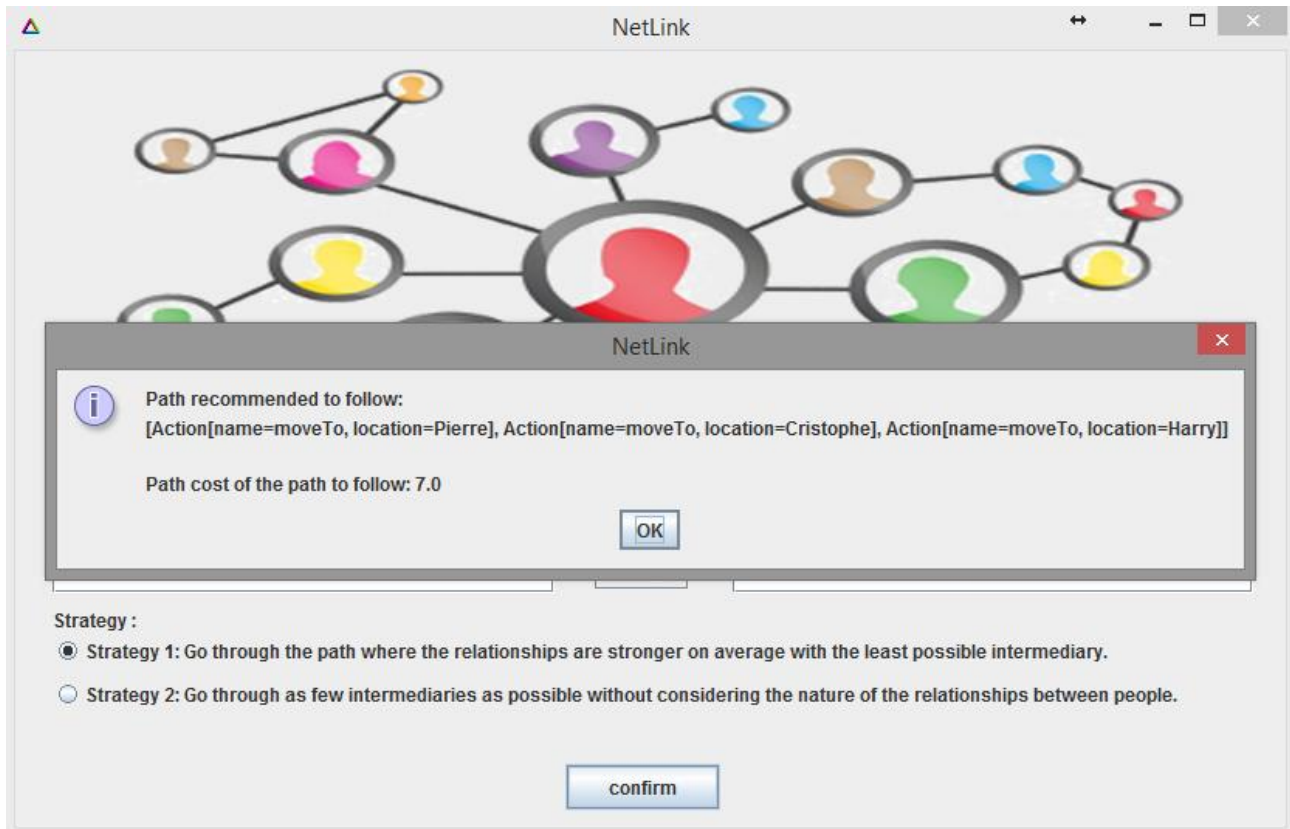 NetLink
NetLink
Path recommended to follow:
[Action[name=moveTo, location=Pierre], Action[name=moveTo, location=Cristophe], Action[name=moveTo, location=Harry]]
Path cost of the path to follow: 7.0
OK
Strategy :
Strategy 1: Go through the path where the relationships are stronger on average with the least possible intermediary.
Strategy 2: Go through as few intermediaries as possible without considering the nature of the relationships between people.
confirm